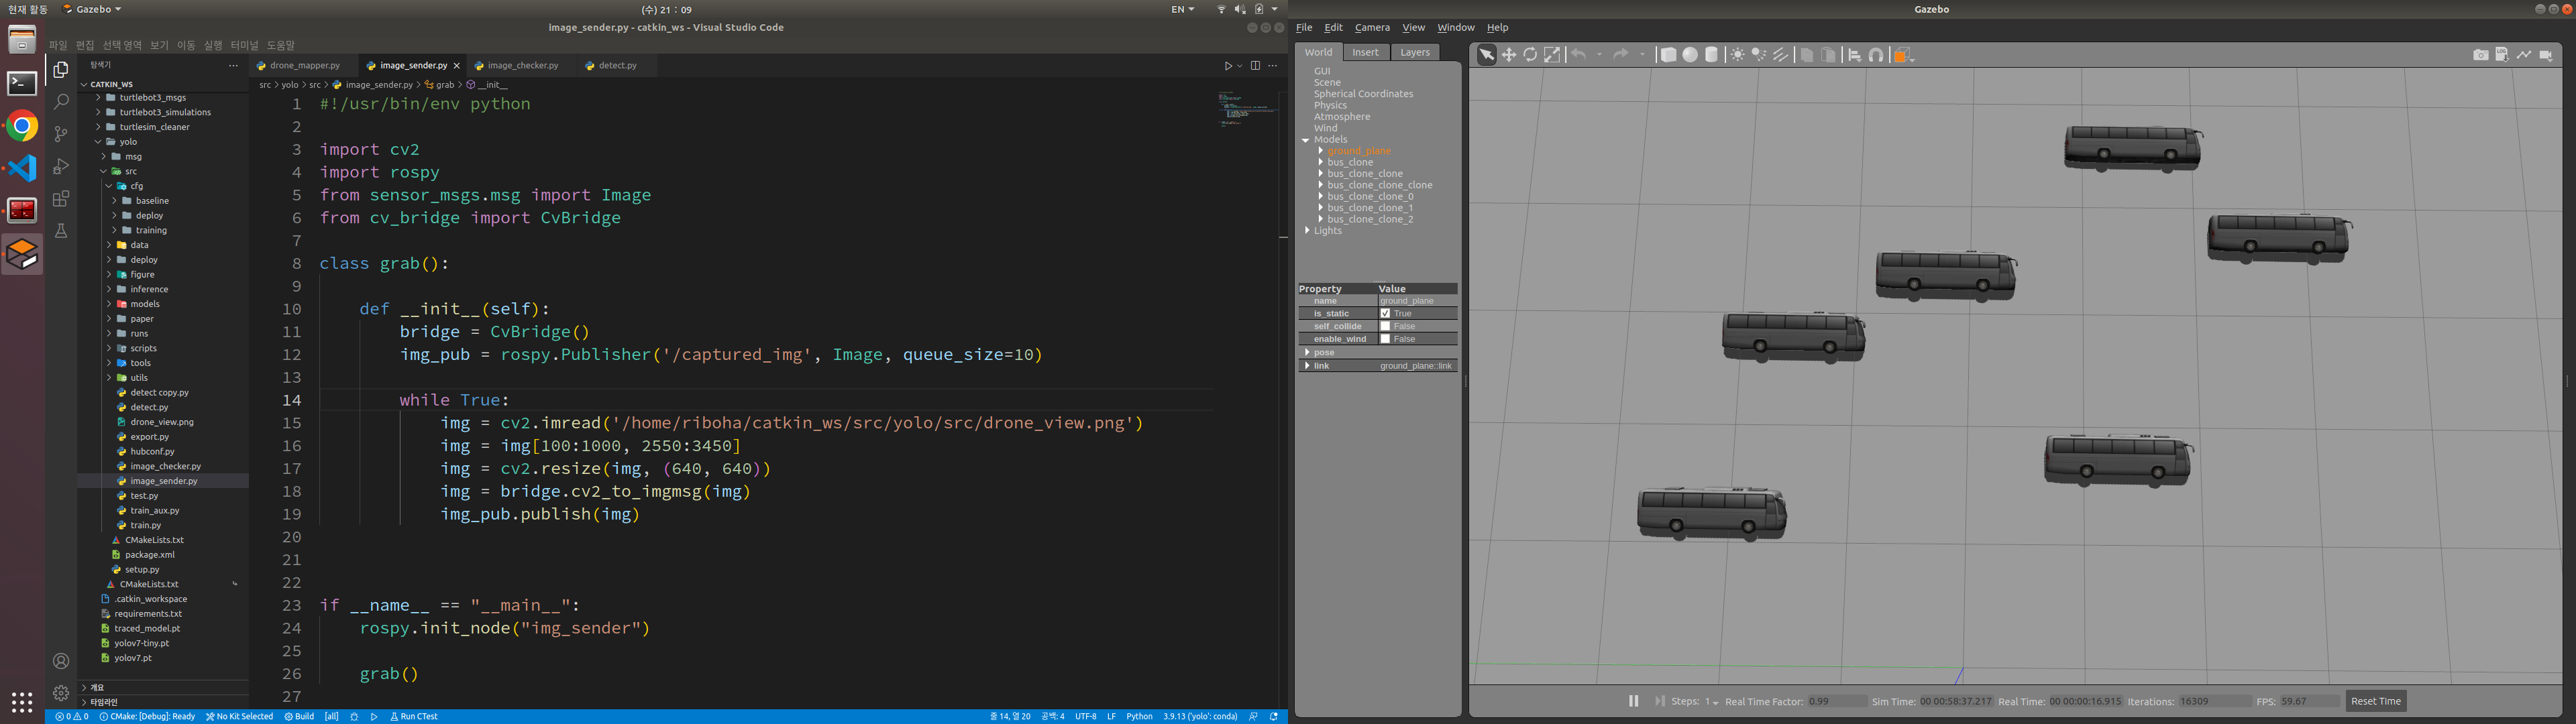 현재 활동
Gazebo
(수) 21 : 09
EN
image_sender.py - catkin_ws - Visual Studio Code
파일 편집 선택 영역 보기 이동 실행 터미널 도움말
탐색기
CATKIN_WS
turtlebot3_msgs
turtlebot3_simulations
turtlesim_cleaner
yolo
msg
src
cfg
baseline
deploy
training
data
deploy
figure
inference
models
paper
runs
scripts
tools
utils
detect copy.py
detect.py
drone_view.png
export.py
hubconf.py
image_checker.py
image_sender.py
test.py
train_aux.py
train.py
CMakeLists.txt
package.xml
setup.py
CMakeLists.txt
.catkin_workspace
requirements.txt
traced_model.pt
yolov7-tiny.pt
yolov7.pt
개요
타임라인
drone_mapper.py
image_sender.py
image_checker.py
detect.py
src > yolo > src > image_sender.py > grab > __init__
1 #!/usr/bin/env python
2
3 import cv2
4 import rospy
5 from sensor_msgs.msg import Image
6 from cv_bridge import CvBridge
7
8 class grab():
9
10 def __init__(self):
11 bridge = CvBridge()
12 img_pub = rospy.Publisher('/captured_img', Image, queue_size=10)
13
14 while True:
15 img = cv2.imread('/home/riboha/catkin_ws/src/yolo/src/drone_view.png')
16 img = img[100:1000, 2550:3450]
17 img = cv2.resize(img, (640, 640))
18 img = bridge.cv2_to_imgmsg(img)
19 img_pub.publish(img)
20
21
22
23 if __name__ == "__main__":
24 rospy.init_node("img_sender")
25
26 grab()
27
0 0 CMake: [Debug]: Ready No Kit Selected Build [all] Run CTest
줄 14, 열 20 공백: 4 UTF-8 LF Python 3.9.13 ('yolo': conda)
Gazebo
File Edit Camera View Window Help
World Insert Layers
GUI
Scene
Spherical Coordinates
Physics
Atmosphere
Wind
Models
ground_plane
bus_clone
bus_clone_clone
bus_clone_clone_clone
bus_clone_clone_0
bus_clone_clone_1
bus_clone_clone_2
Lights
Property Value
name ground_plane
is_static True
self_collide False
enable_wind False
pose
link ground_plane::link
Steps: 1 Real Time Factor: 0.99 Sim Time: 00 00:58:37.217 Real Time: 00 00:00:16.915 Iterations: 16309 FPS: 59.67 Reset Time